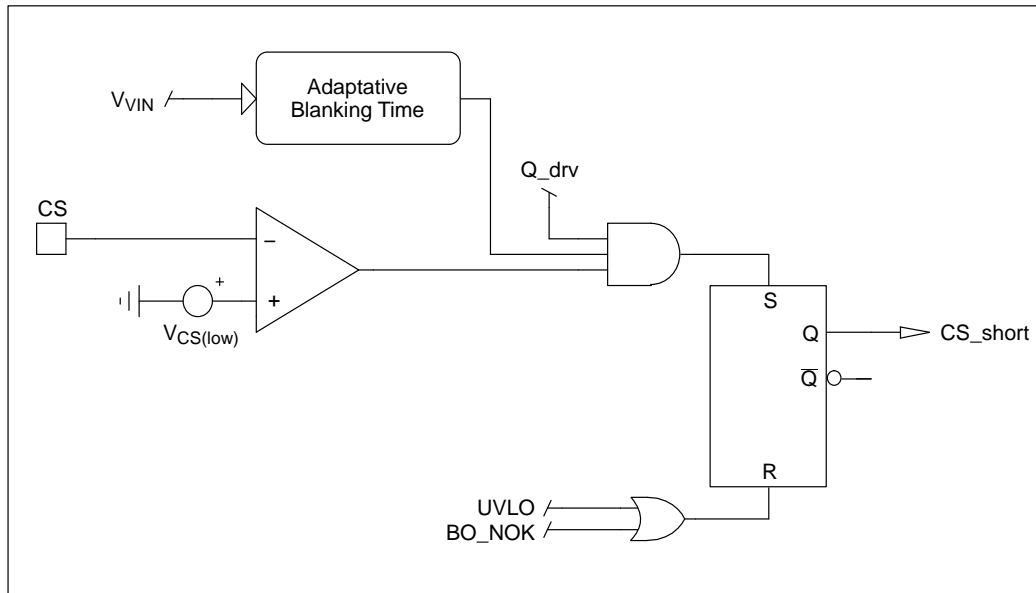 Adaptative
Blanking Time
VVIN
Q_drv
CS
–
+
+
VCS(low)
S
Q
CS_short
Q̅
R
UVLO
BO_NOK